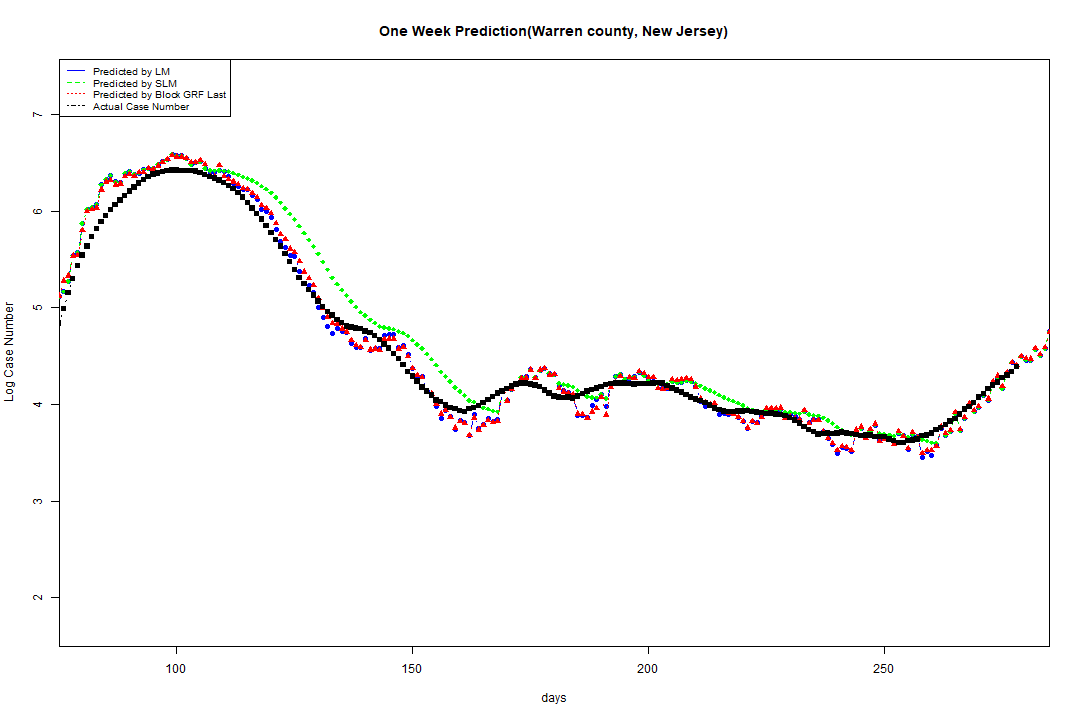 One Week Prediction(Warren county, New Jersey)
Predicted by LM
Predicted by SLM
Predicted by Block GRF Last
Actual Case Number
7
6
5
4
3
2
Log Case Number
100 150 200 250
days